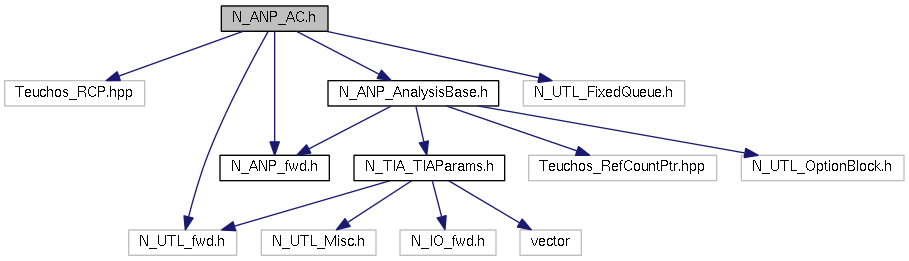 N_ANP_AC.h
Teuchos_RCP.hpp
N_ANP_AnalysisBase.h
N_UTL_FixedQueue.h
N_ANP_fwd.h
N_TIA_TIAParams.h
Teuchos_RefCountPtr.hpp
N_UTL_OptionBlock.h
N_UTL_fwd.h
N_UTL_Misc.h
N_IO_fwd.h
vector